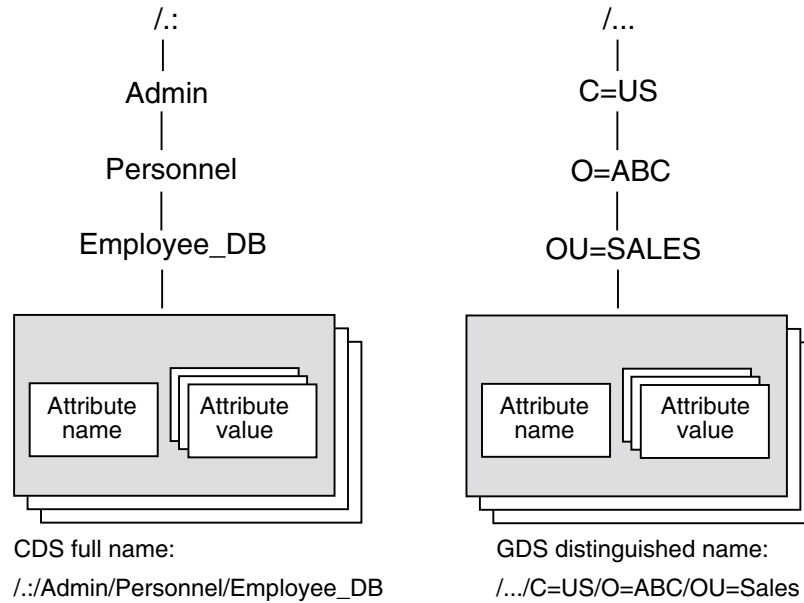 /.:
Admin
Personnel
Employee_DB
Attribute
name
Attribute
value
CDS full name:
/.:/Admin/Personnel/Employee_DB
/...
C=US
O=ABC
OU=SALES
Attribute
name
Attribute
value
GDS distinguished name:
/.../C=US/O=ABC/OU=Sales